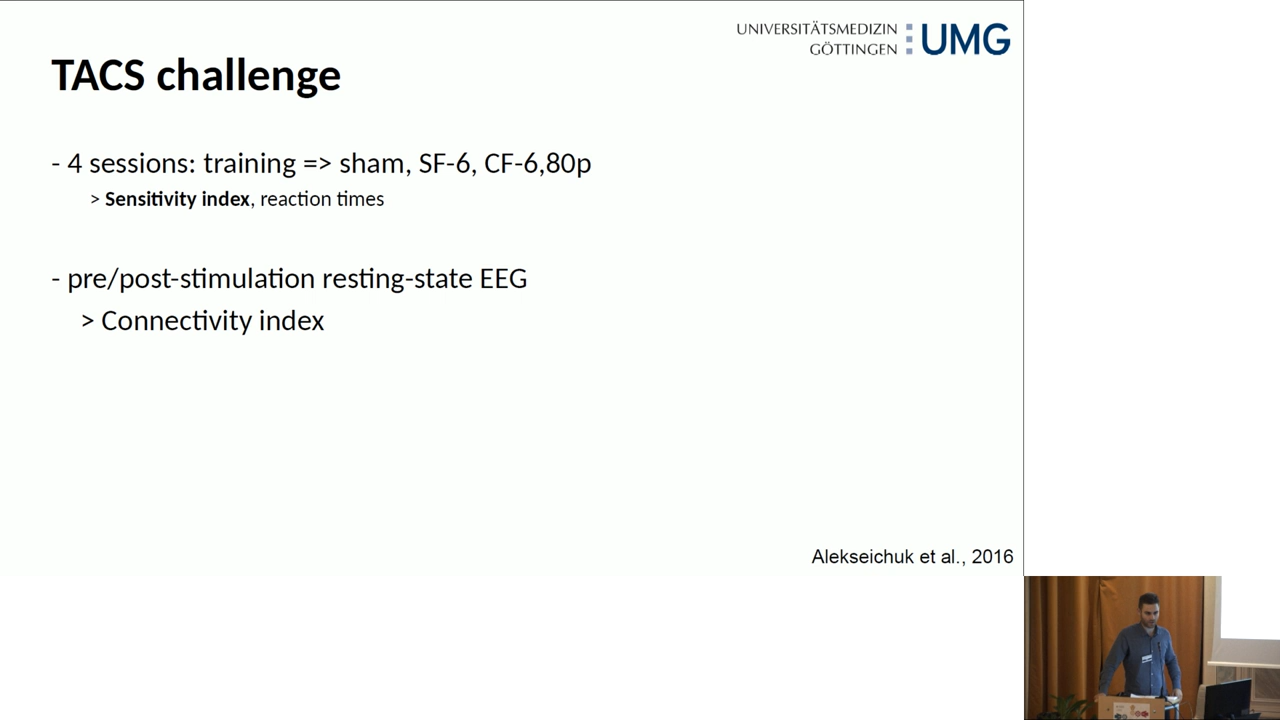 UNIVERSITÄTSMEDIZIN
GÖTTINGEN
UMG
TACS challenge
- 4 sessions: training => sham, SF-6, CF-6,80p
> Sensitivity index, reaction times
- pre/post-stimulation resting-state EEG
> Connectivity index
Alekseichuk et al., 2016